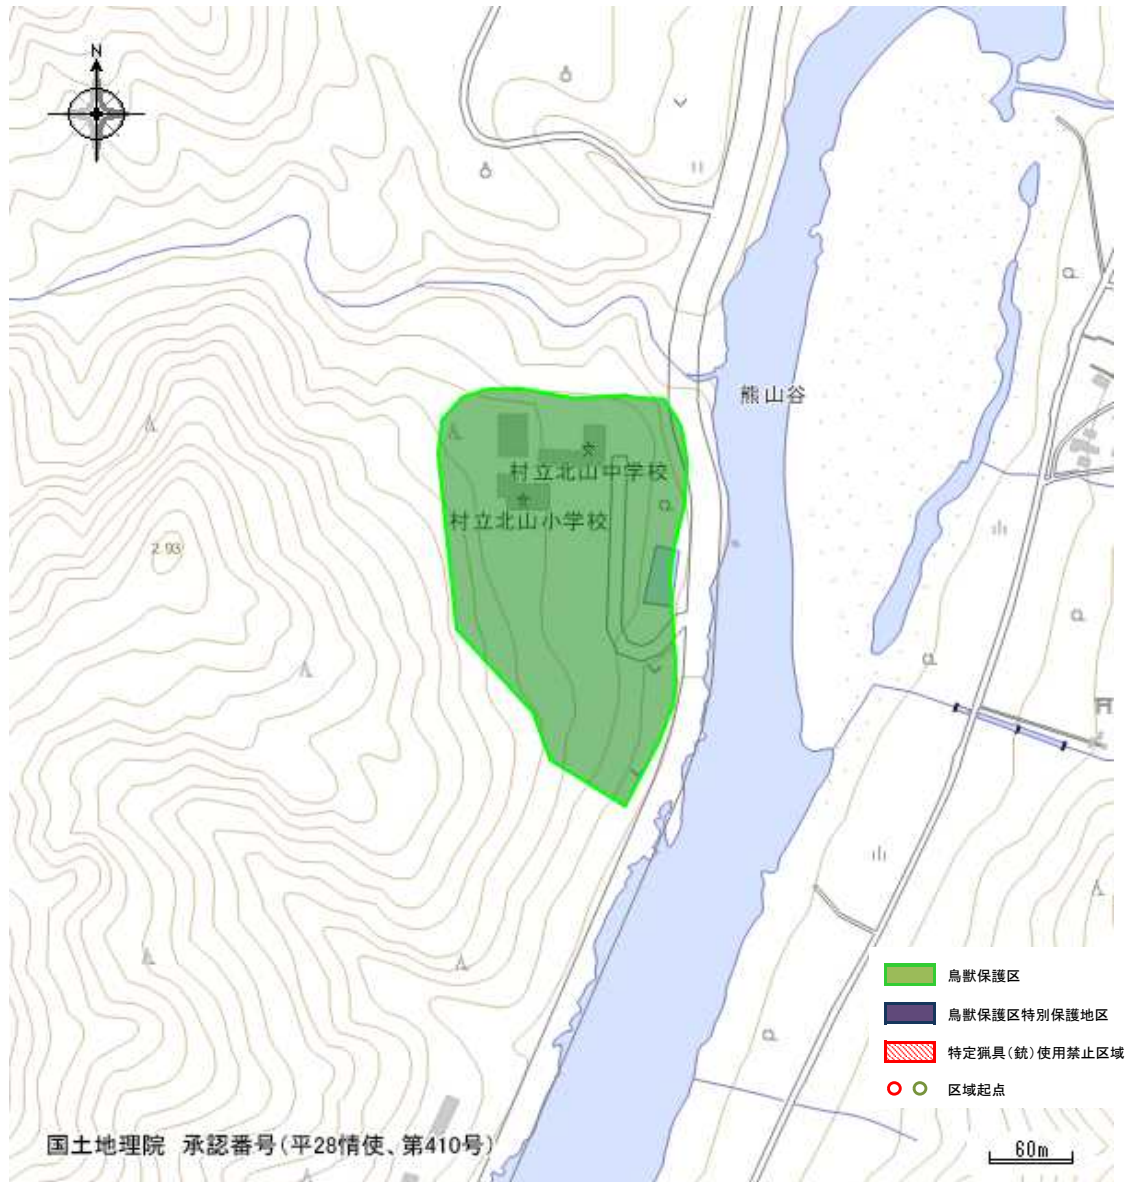 N
熊山谷
村立北山中学校
村立北山小学校
293
鳥獣保護区
鳥獣保護区特別保護地区
特定猟具(銃)使用禁止区域
区域起点
国土地理院 承認番号(平28情使、第410号)
60m